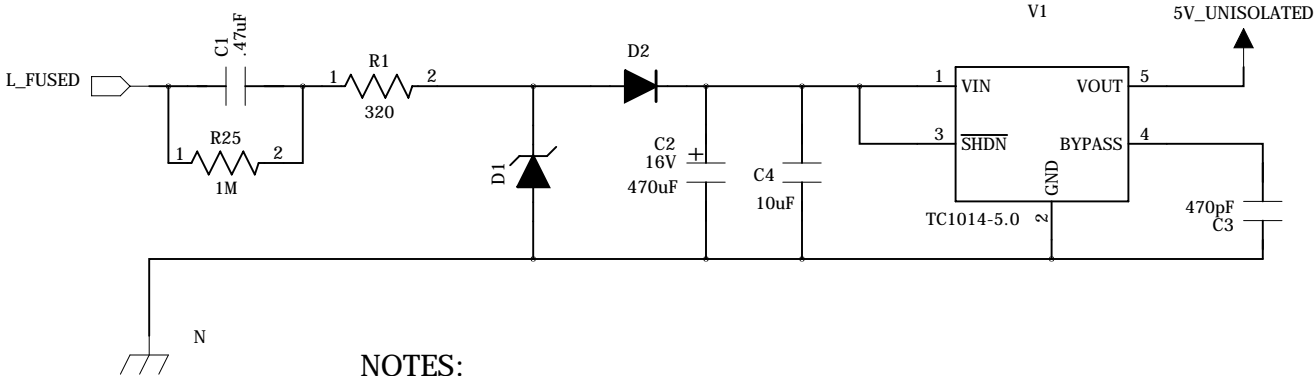 V1
5V_UNISOLATED
C1
.47uF
L_FUSED
1
R1
2
320
D2
1
VIN
VOUT
5
3
SHDN
BYPASS
4
GND
2
TC1014-5.0
R25
1
2
1M
D1
C2
16V
470uF
+
C4
10uF
470pF
C3
N
NOTES: